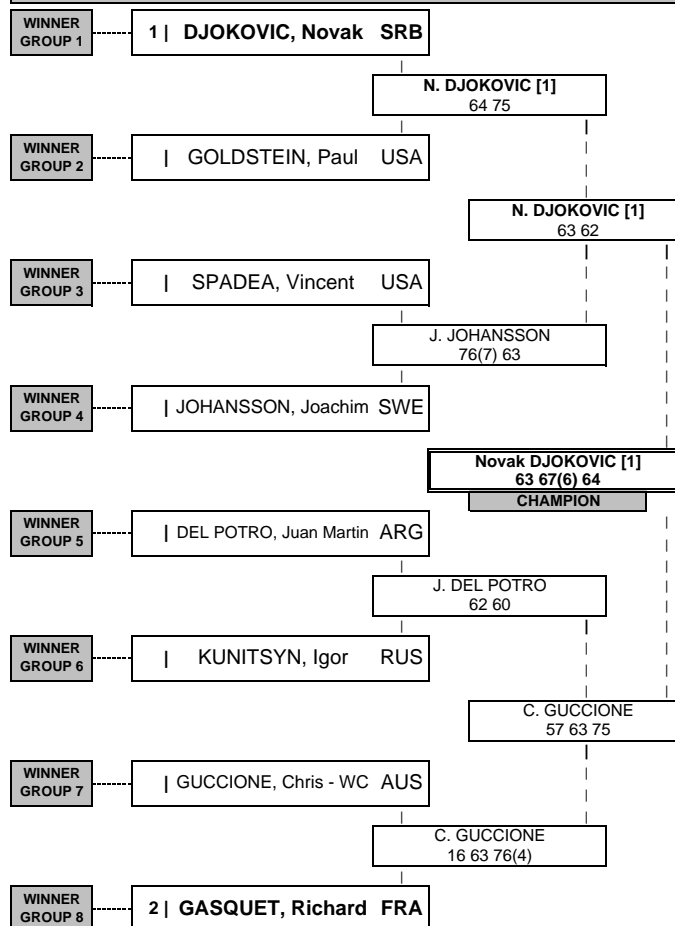 WINNER
GROUP 1
1 | DJOKOVIC, Novak SRB
N. DJOKOVIC [1]
64 75
WINNER
GROUP 2
| GOLDSTEIN, Paul USA
N. DJOKOVIC [1]
63 62
WINNER
GROUP 3
| SPADEA, Vincent USA
J. JOHANSSON
76(7) 63
WINNER
GROUP 4
| JOHANSSON, Joachim SWE
Novak DJOKOVIC [1]
63 67(6) 64
CHAMPION
WINNER
GROUP 5
| DEL POTRO, Juan Martin ARG
J. DEL POTRO
62 60
WINNER
GROUP 6
| KUNITSYN, Igor RUS
C. GUCCIONE
57 63 75
WINNER
GROUP 7
| GUCCIONE, Chris - WC AUS
C. GUCCIONE
16 63 76(4)
WINNER
GROUP 8
2 | GASQUET, Richard FRA